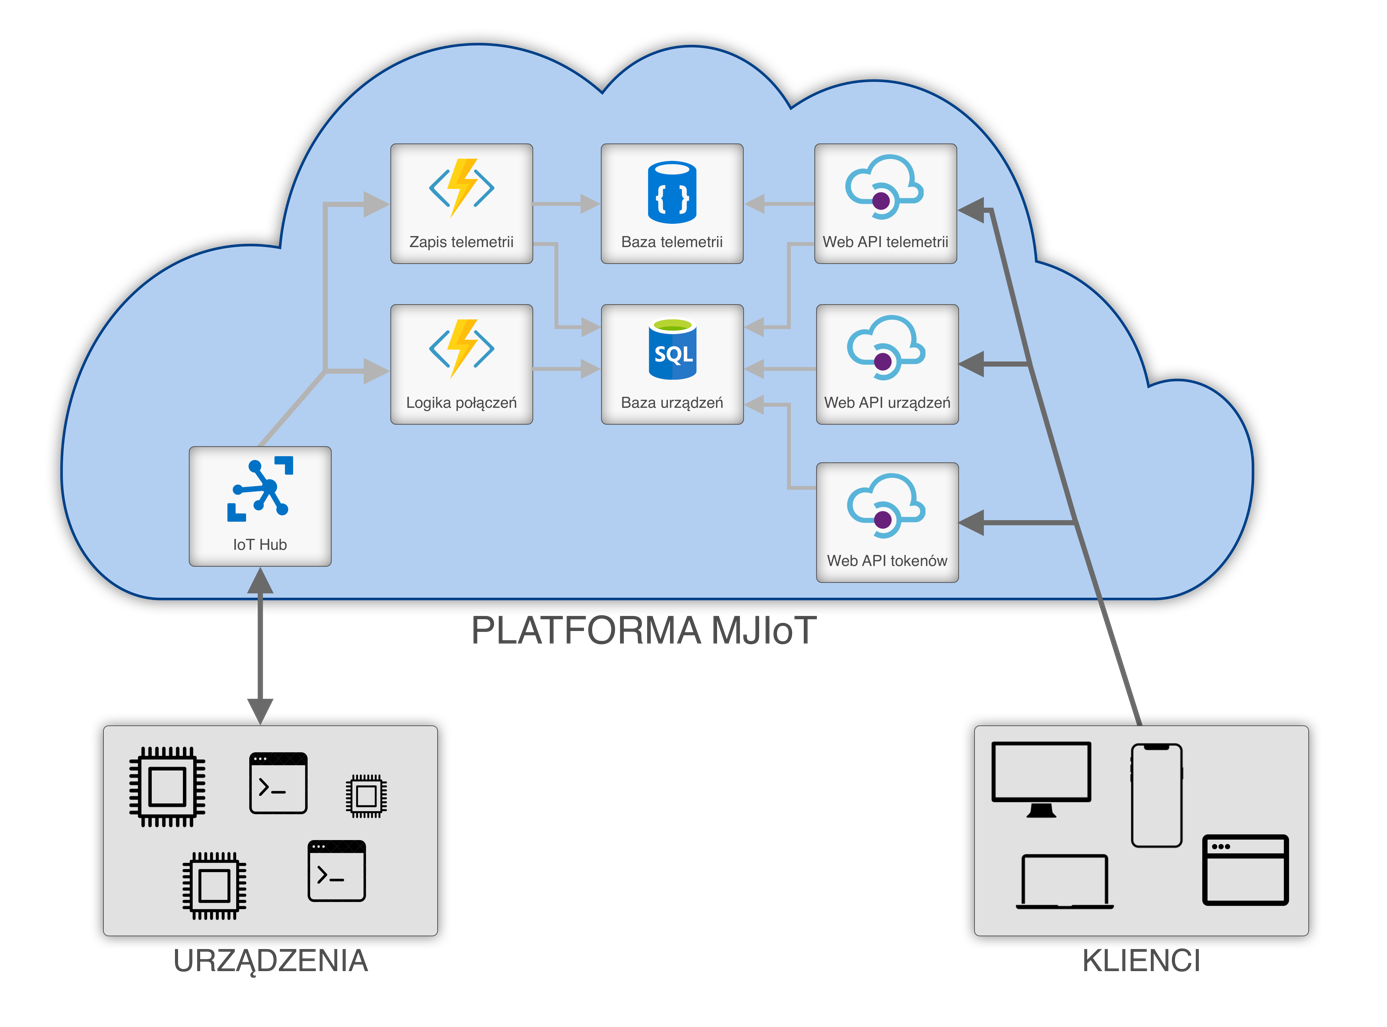 Zapis telemetrii
{ }
Baza telemetrii
Web API telemetrii
Logika połączeń
SQL
Baza urządzeń
Web API urządzeń
IoT Hub
Web API tokenów
PLATFORMA MJIoT
>_
>_
URZĄDZENIA
KLIENCI